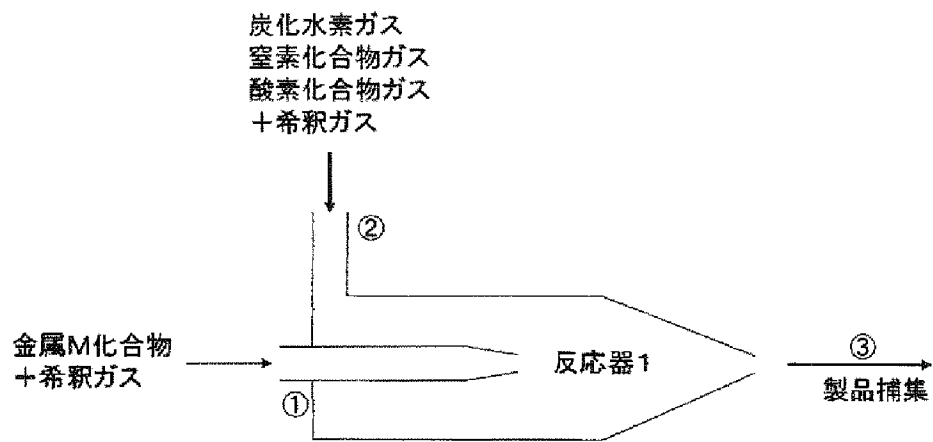 炭化水素ガス
窒素化合物ガス
酸素化合物ガス
＋希釈ガス
②
金属M化合物
＋希釈ガス
①
反応器1
③
製品捕集